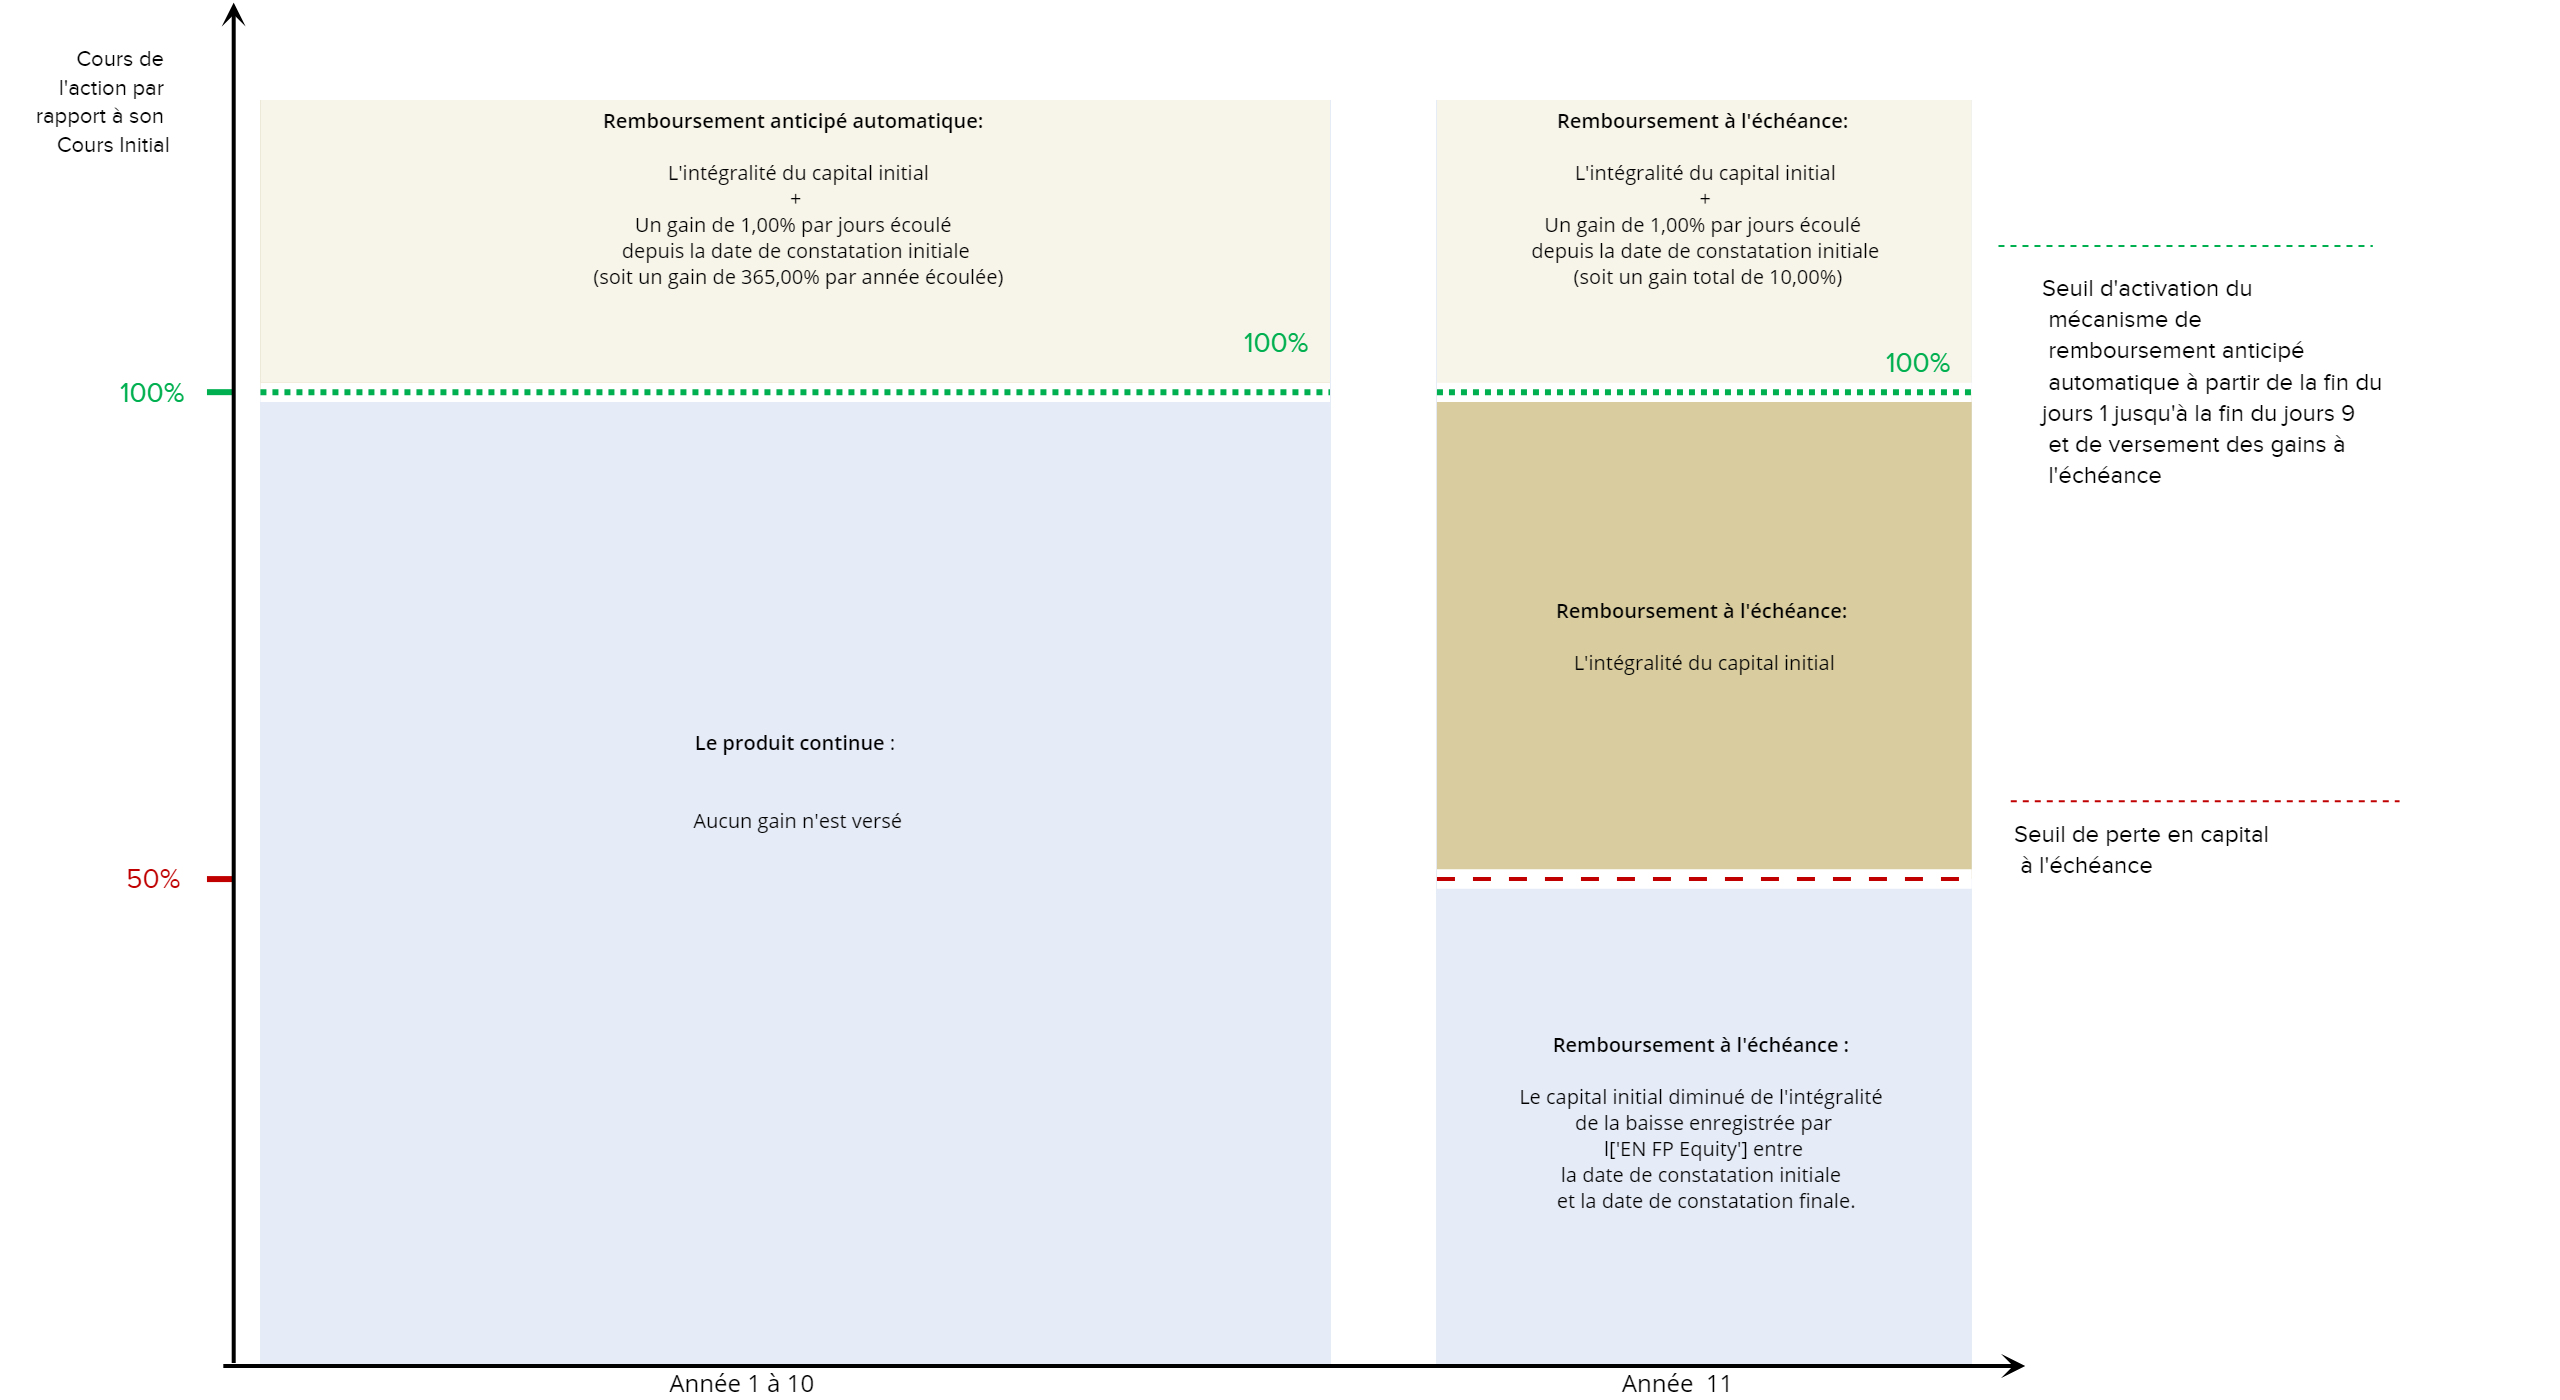 Cours de
l'action par
rapport à son
Cours Initial
Remboursement anticipé automatique:
L'intégralité du capital initial
+
Un gain de 1,00% par jours écoulé
depuis la date de constatation initiale
(soit un gain de 365,00% par année écoulée)
100%
100%
Le produit continue :
Aucun gain n'est versé
50%
Remboursement à l'échéance:
L'intégralité du capital initial
+
Un gain de 1,00% par jours écoulé
depuis la date de constatation initiale
(soit un gain total de 10,00%)
100%
Remboursement à l'échéance:
L'intégralité du capital initial
Remboursement à l'échéance :
Le capital initial diminué de l'intégralité
de la baisse enregistrée par
l['EN FP Equity'] entre
la date de constatation initiale
et la date de constatation finale.
Seuil d'activation du
mécanisme de
remboursement anticipé
automatique à partir de la fin du
jours 1 jusqu'à la fin du jours 9
et de versement des gains à
l'échéance
Seuil de perte en capital
à l'échéance
Année 1 à 10
Année 11